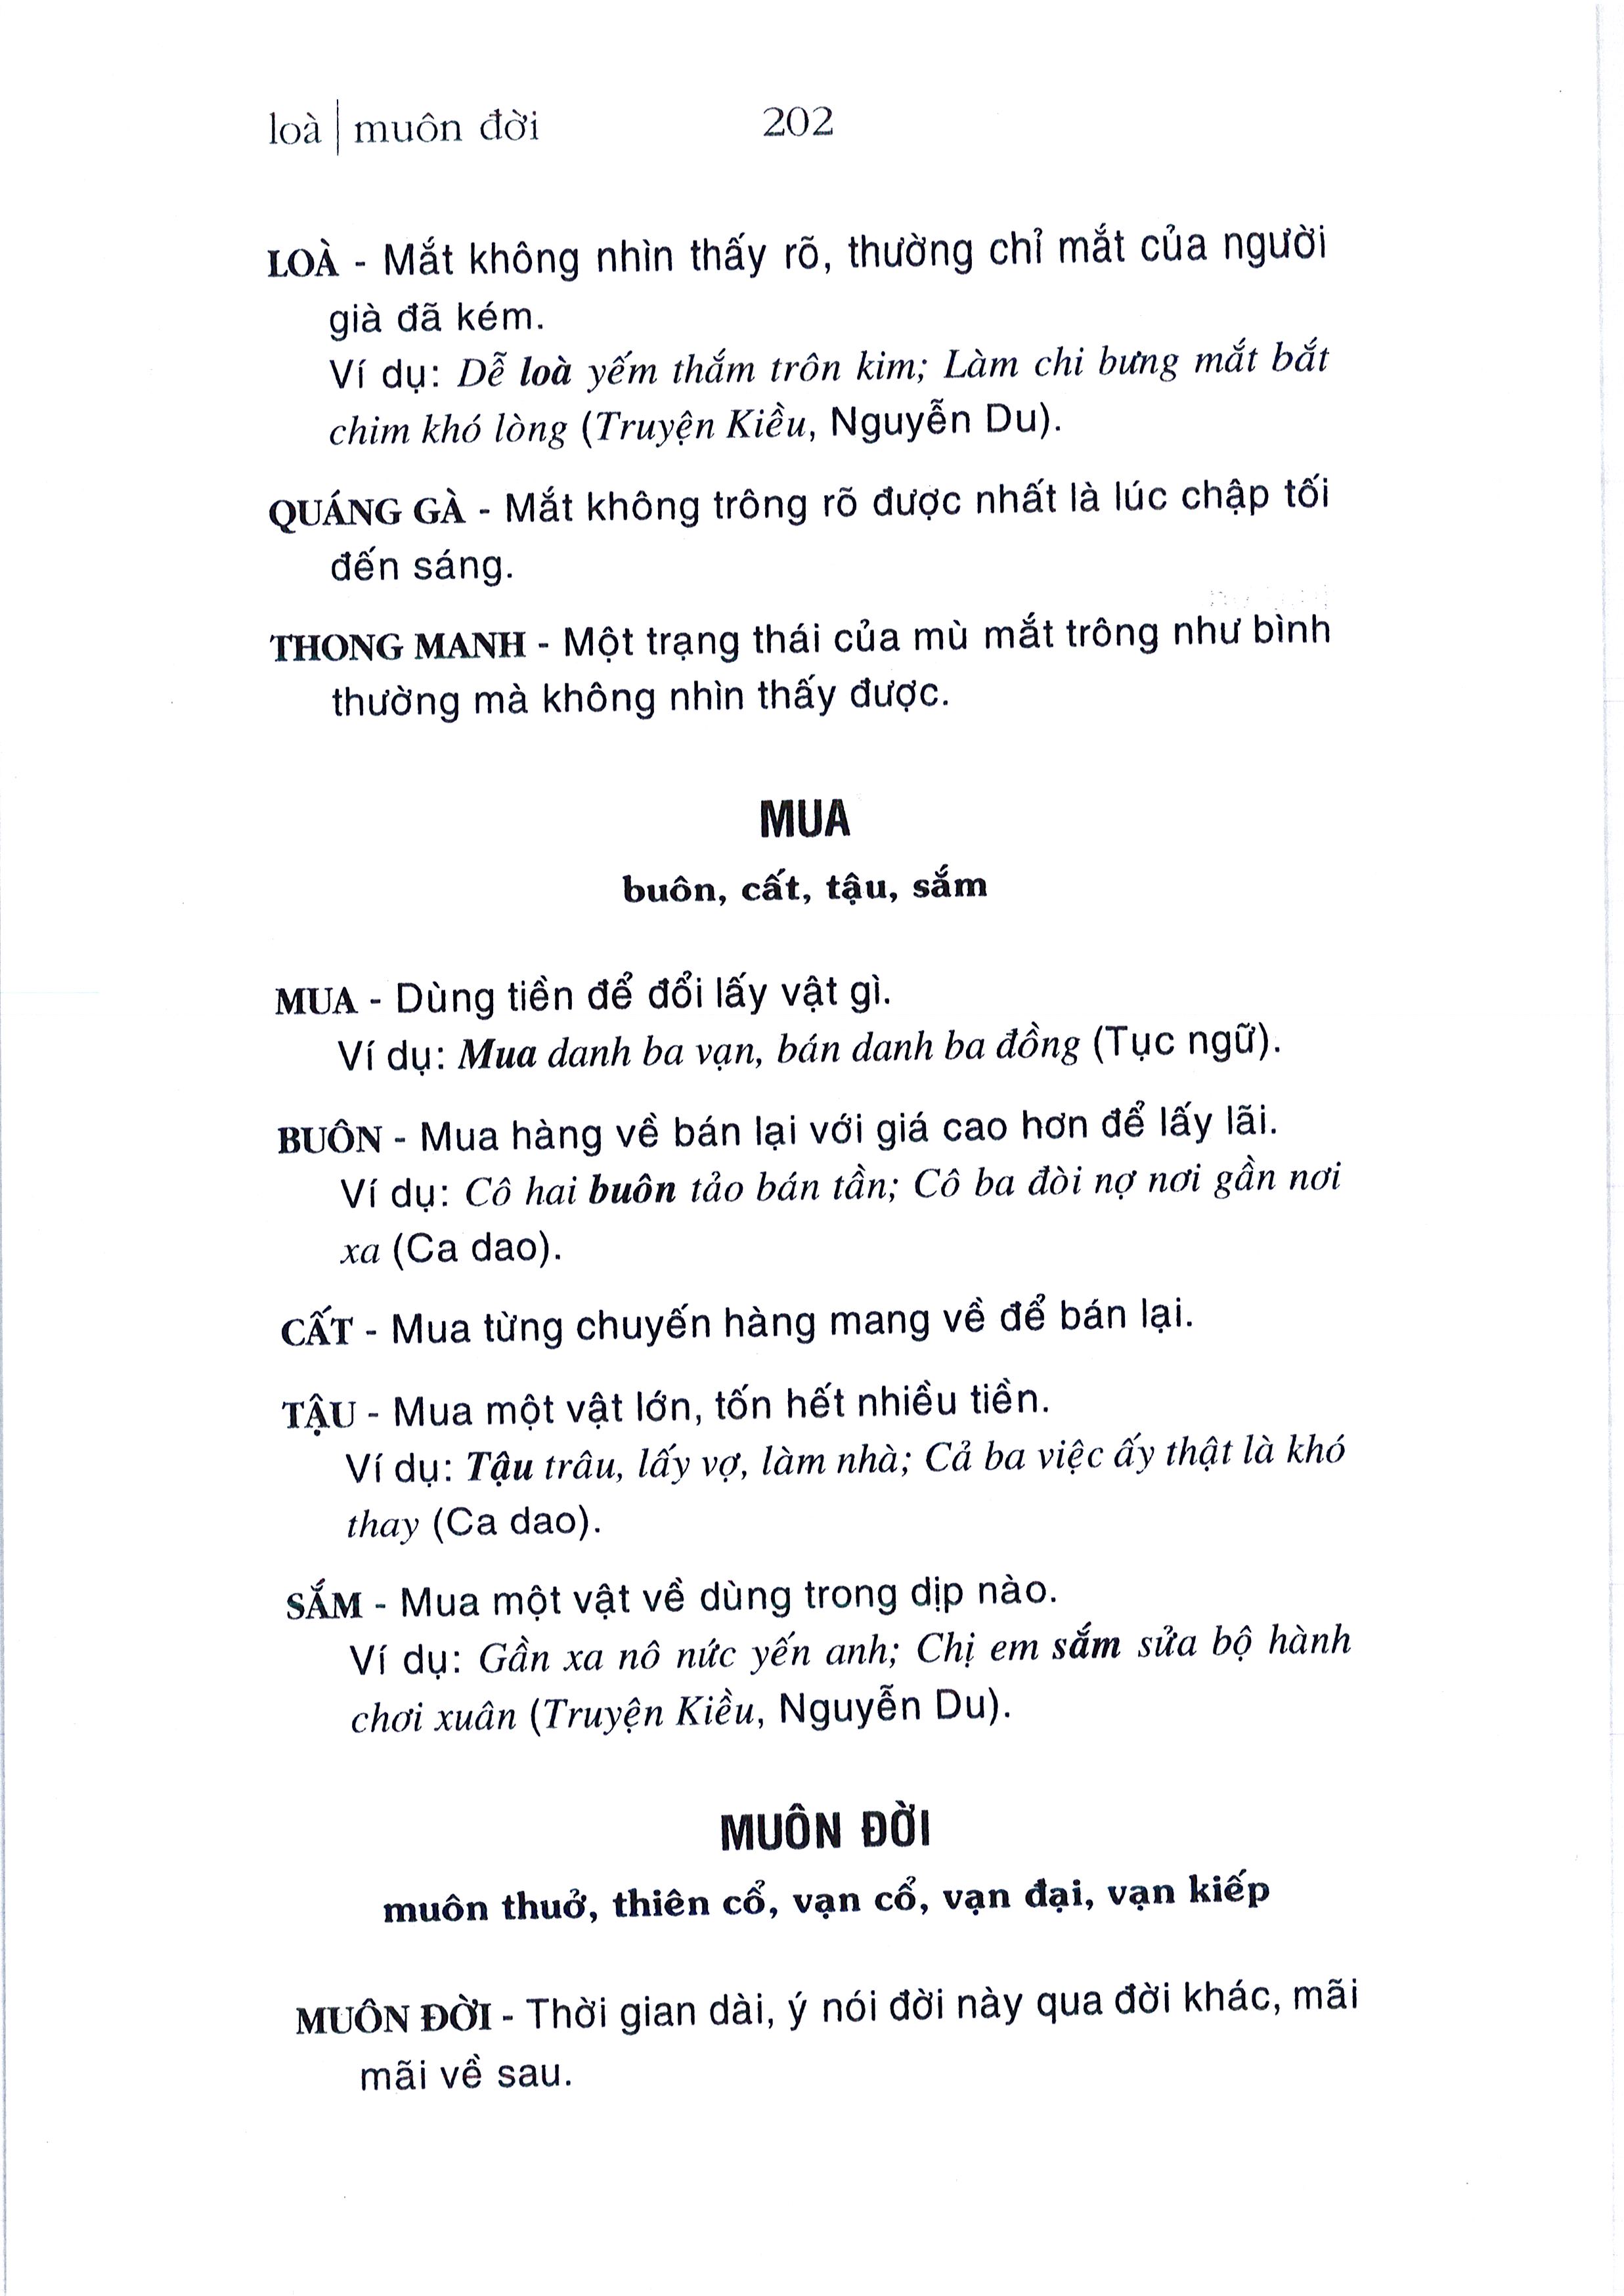 loà | muôn đời 202
LOÀ - Mắt không nhìn thấy rõ, thường chỉ mắt của người
già đã kém.
Ví dụ: Dễ loà yếm thắm trôn kim; Làm chi bưng mắt bắt
chim khó lòng (Truyện Kiều, Nguyễn Du).
QUÁNG GÀ - Mắt không trông rõ được nhất là lúc chập tối
đến sáng.
THONG MANH - Một trạng thái của mù mắt trông như bình
thường mà không nhìn thấy được.
MUA
buôn, cất, tậu, sắm
MUA - Dùng tiền để đổi lấy vật gì.
Ví dụ: Mua danh ba vạn, bán danh ba đồng (Tục ngữ).
BUÔN - Mua hàng về bán lại với giá cao hơn để lấy lãi.
Ví dụ: Cô hai buôn tảo bán tần; Cô ba đòi nợ nơi gần nơi
xa (Ca dao).
CẤT - Mua từng chuyến hàng mang về để bán lại.
TẬU - Mua một vật lớn, tốn hết nhiều tiền.
Ví dụ: Tậu trâu, lấy vợ, làm nhà; Cả ba việc ấy thật là khó
thay (Ca dao).
SẮM - Mua một vật về dùng trong dịp nào.
Ví dụ: Gần xa nô nức yến anh; Chị em sắm sửa bộ hành
chơi xuân (Truyện Kiều, Nguyễn Du).
MUÔN ĐỜI
muôn thuở, thiên cổ, vạn cổ, vạn đại, vạn kiếp
MUÔN ĐỜI - Thời gian dài, ý nói đời này qua đời khác, mãi
mãi về sau.